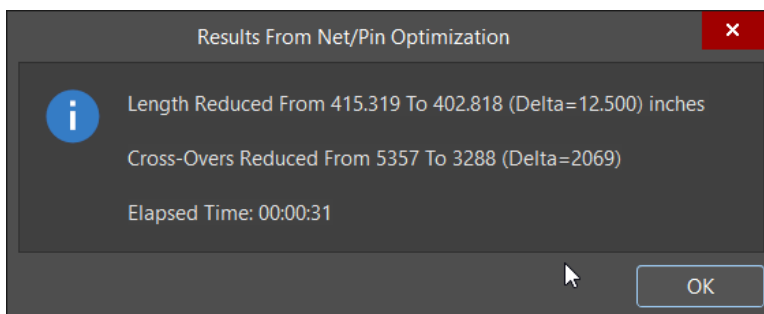 Results From Net/Pin Optimization
Length Reduced From 415.319 To 402.818 (Delta=12.500) inches
Cross-Overs Reduced From 5357 To 3288 (Delta=2069)
Elapsed Time: 00:00:31
OK